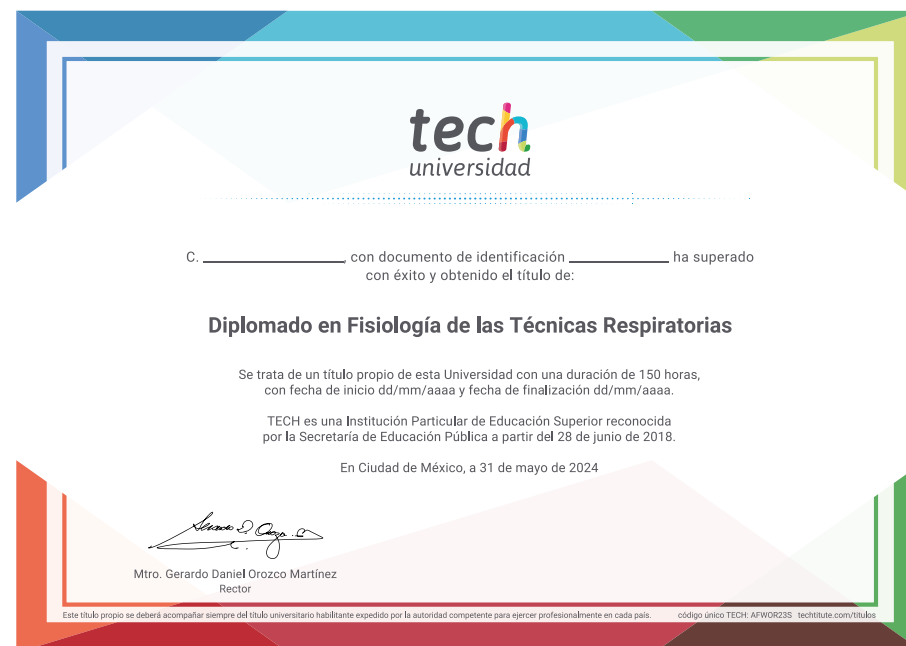 tech
universidad
C. ____________________, con documento de identificación ______________ ha superado
con éxito y obtenido el título de:
Diplomado en Fisiología de las Técnicas Respiratorias
Se trata de un título propio de esta Universidad con una duración de 150 horas,
con fecha de inicio dd/mm/aaaa y fecha de finalización dd/mm/aaaa.
TECH es una Institución Particular de Educación Superior reconocida
por la Secretaría de Educación Pública a partir del 28 de junio de 2018.
En Ciudad de México, a 31 de mayo de 2024
Mtro. Gerardo Daniel Orozco Martínez
Rector
Este título propio se deberá acompañar siempre del título universitario habilitante expedido por la autoridad competente para ejercer profesionalmente en cada país. código único TECH: AFWOR23S techtitute.com/títulos